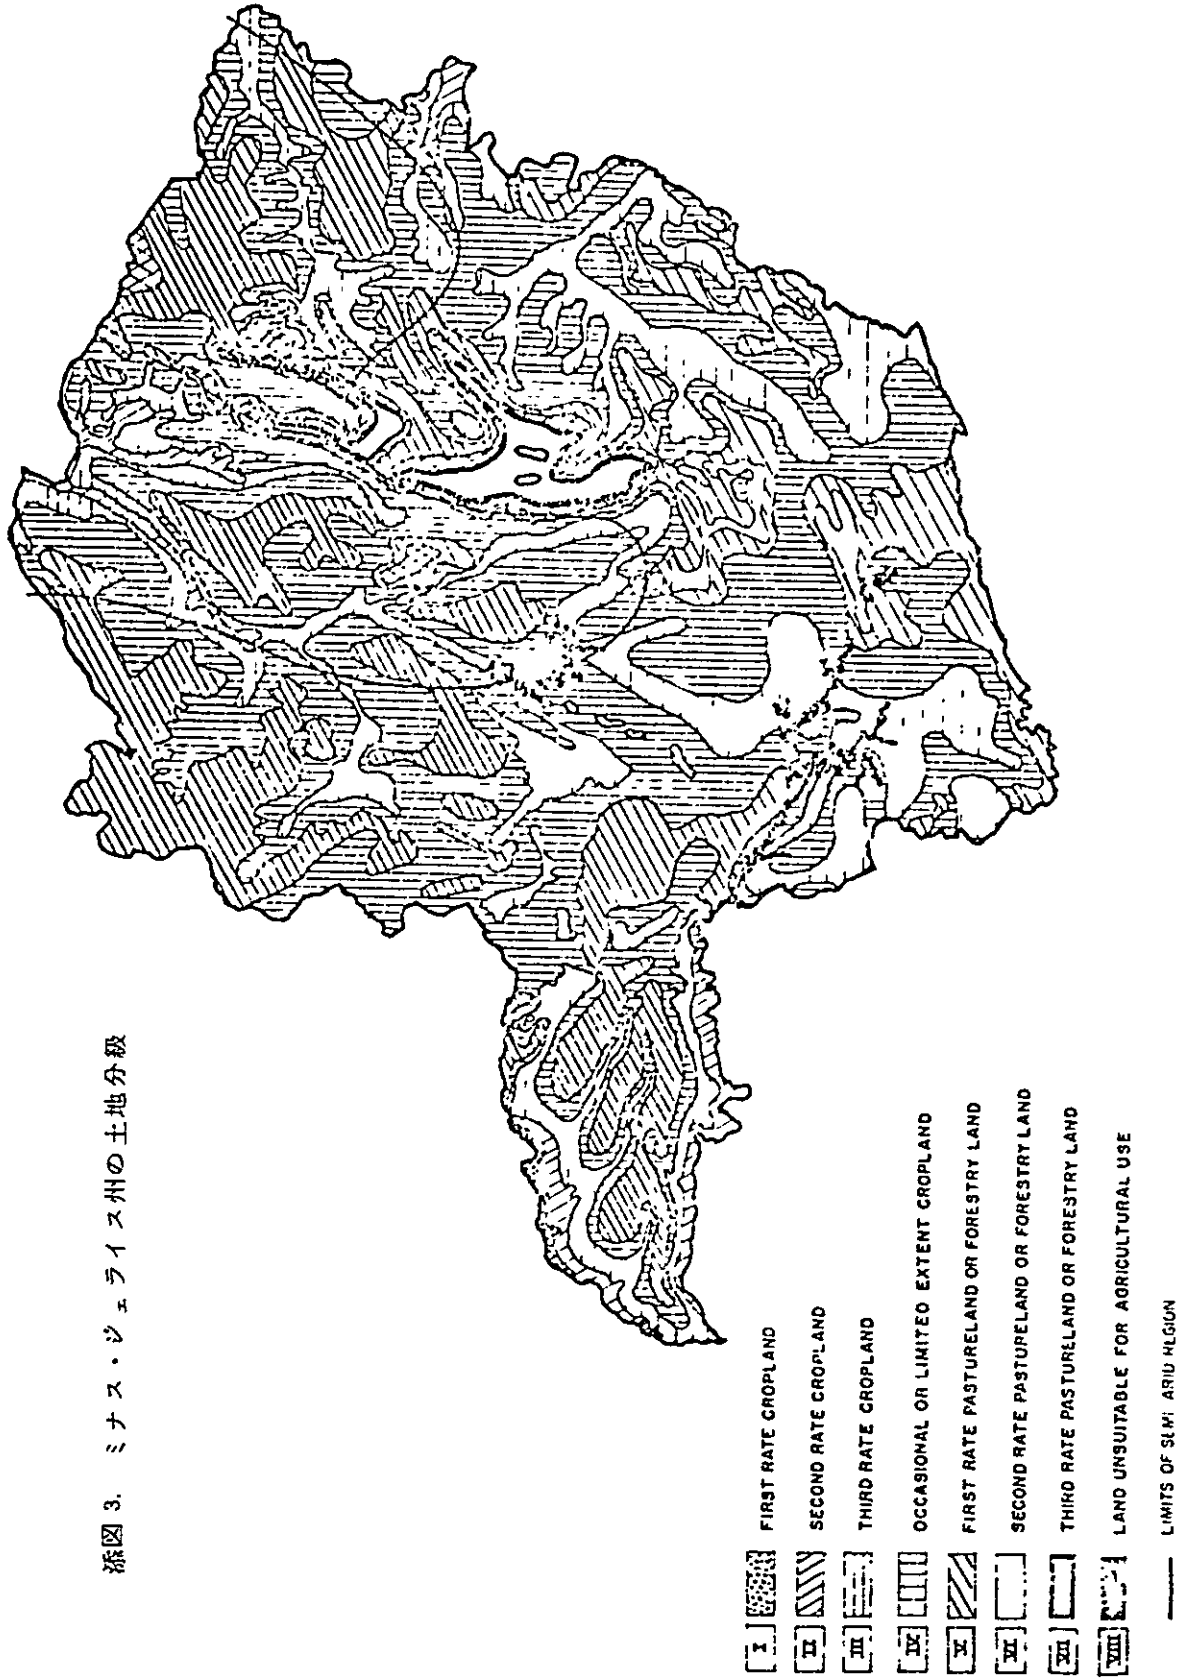 添図 3. ミナス・ジェライス州の土地分級
I FIRST RATE CROPLAND
II SECOND RATE CROPLAND
III THIRD RATE CROPLAND
IV OCCASIONAL OR LIMITED EXTENT CROPLAND
V FIRST RATE PASTURELAND OR FORESTRY LAND
VI SECOND RATE PASTURELAND OR FORESTRY LAND
VII THIRD RATE PASTURELAND OR FORESTRY LAND
VIII LAND UNSUITABLE FOR AGRICULTURAL USE
LIMITS OF SEMI ARID REGION